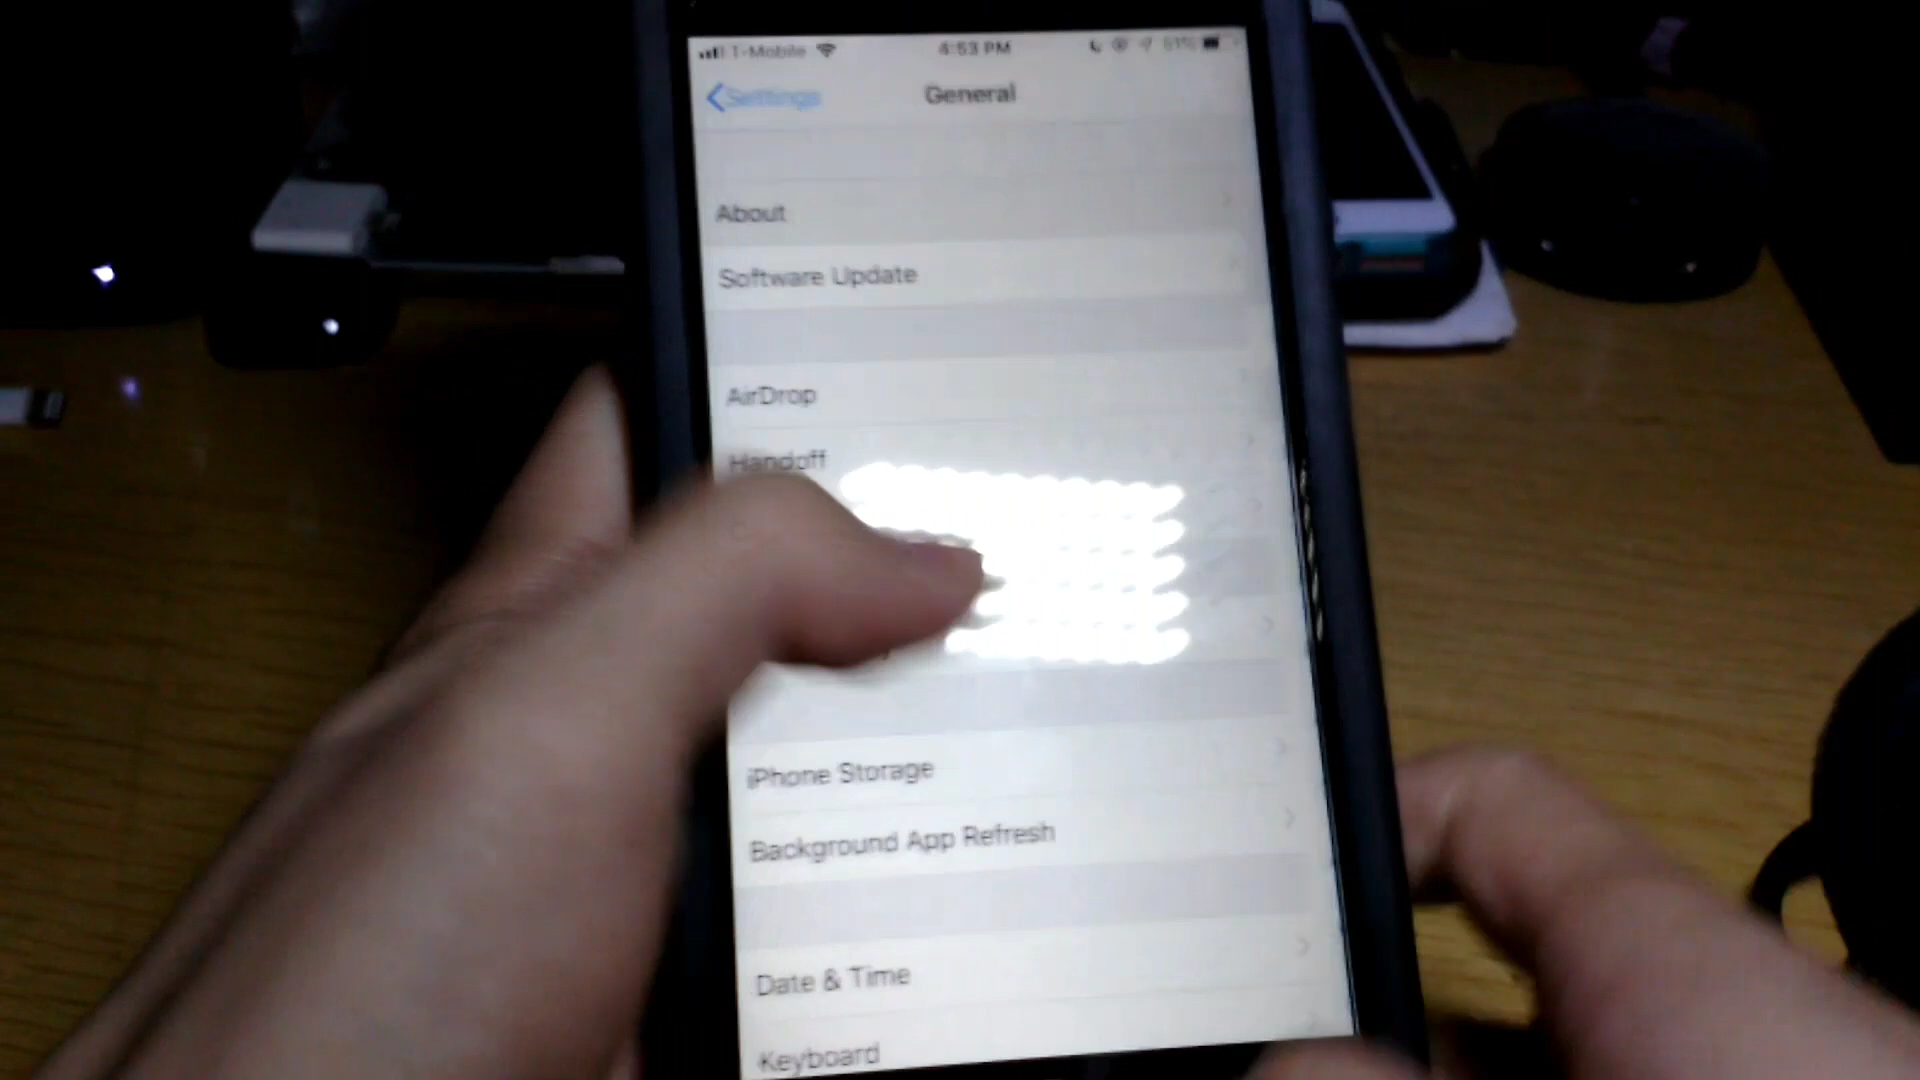 T-Mobile 4:53 PM 51%
Settings General
About
Software Update
AirDrop
Handoff
iPhone Storage
Background App Refresh
Date & Time
Keyboard